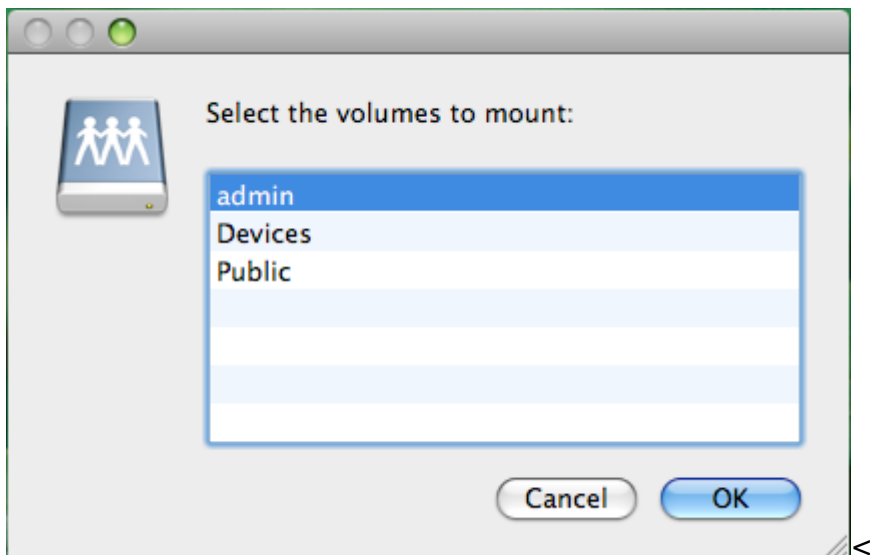 Select the volumes to mount:
admin
Devices
Public
Cancel OK
<